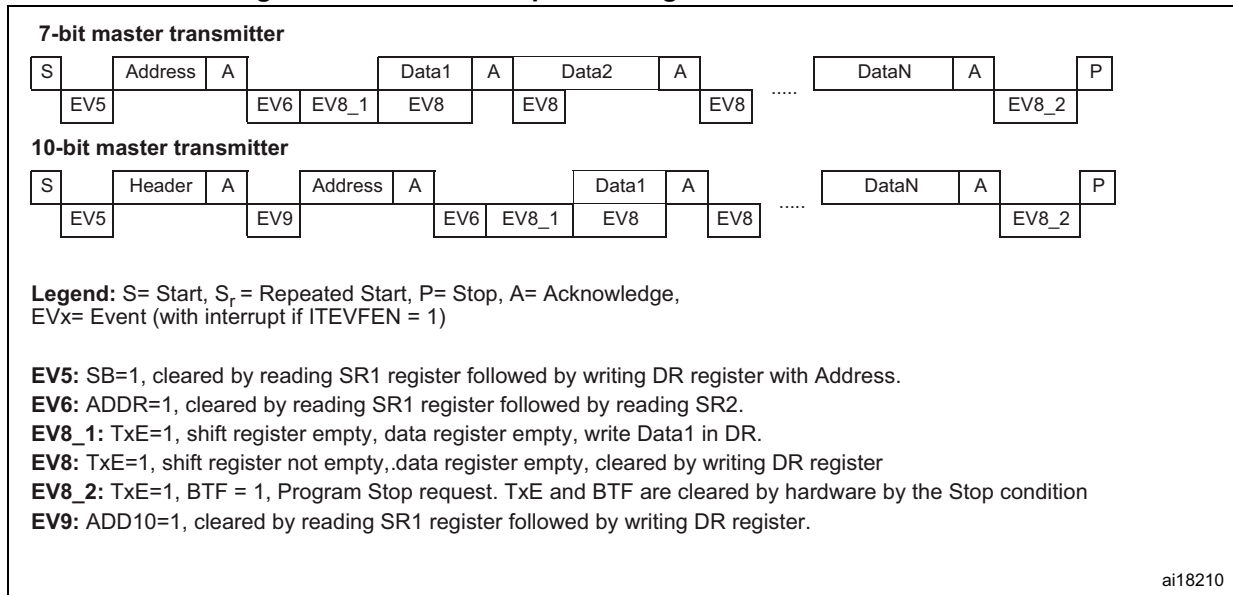 7-bit master transmitter
S Address A Data1 A Data2 A ..... DataN A P
EV5 EV6 EV8_1 EV8 EV8 EV8 EV8_2
10-bit master transmitter
S Header A Address A Data1 A ..... DataN A P
EV5 EV9 EV6 EV8_1 EV8 EV8 EV8_2
Legend: S= Start, Sr = Repeated Start, P= Stop, A= Acknowledge,
EVx= Event (with interrupt if ITEVFEN = 1)
EV5: SB=1, cleared by reading SR1 register followed by writing DR register with Address.
EV6: ADDR=1, cleared by reading SR1 register followed by reading SR2.
EV8_1: TxE=1, shift register empty, data register empty, write Data1 in DR.
EV8: TxE=1, shift register not empty,.data register empty, cleared by writing DR register
EV8_2: TxE=1, BTF = 1, Program Stop request. TxE and BTF are cleared by hardware by the Stop condition
EV9: ADD10=1, cleared by reading SR1 register followed by writing DR register.
ai18210